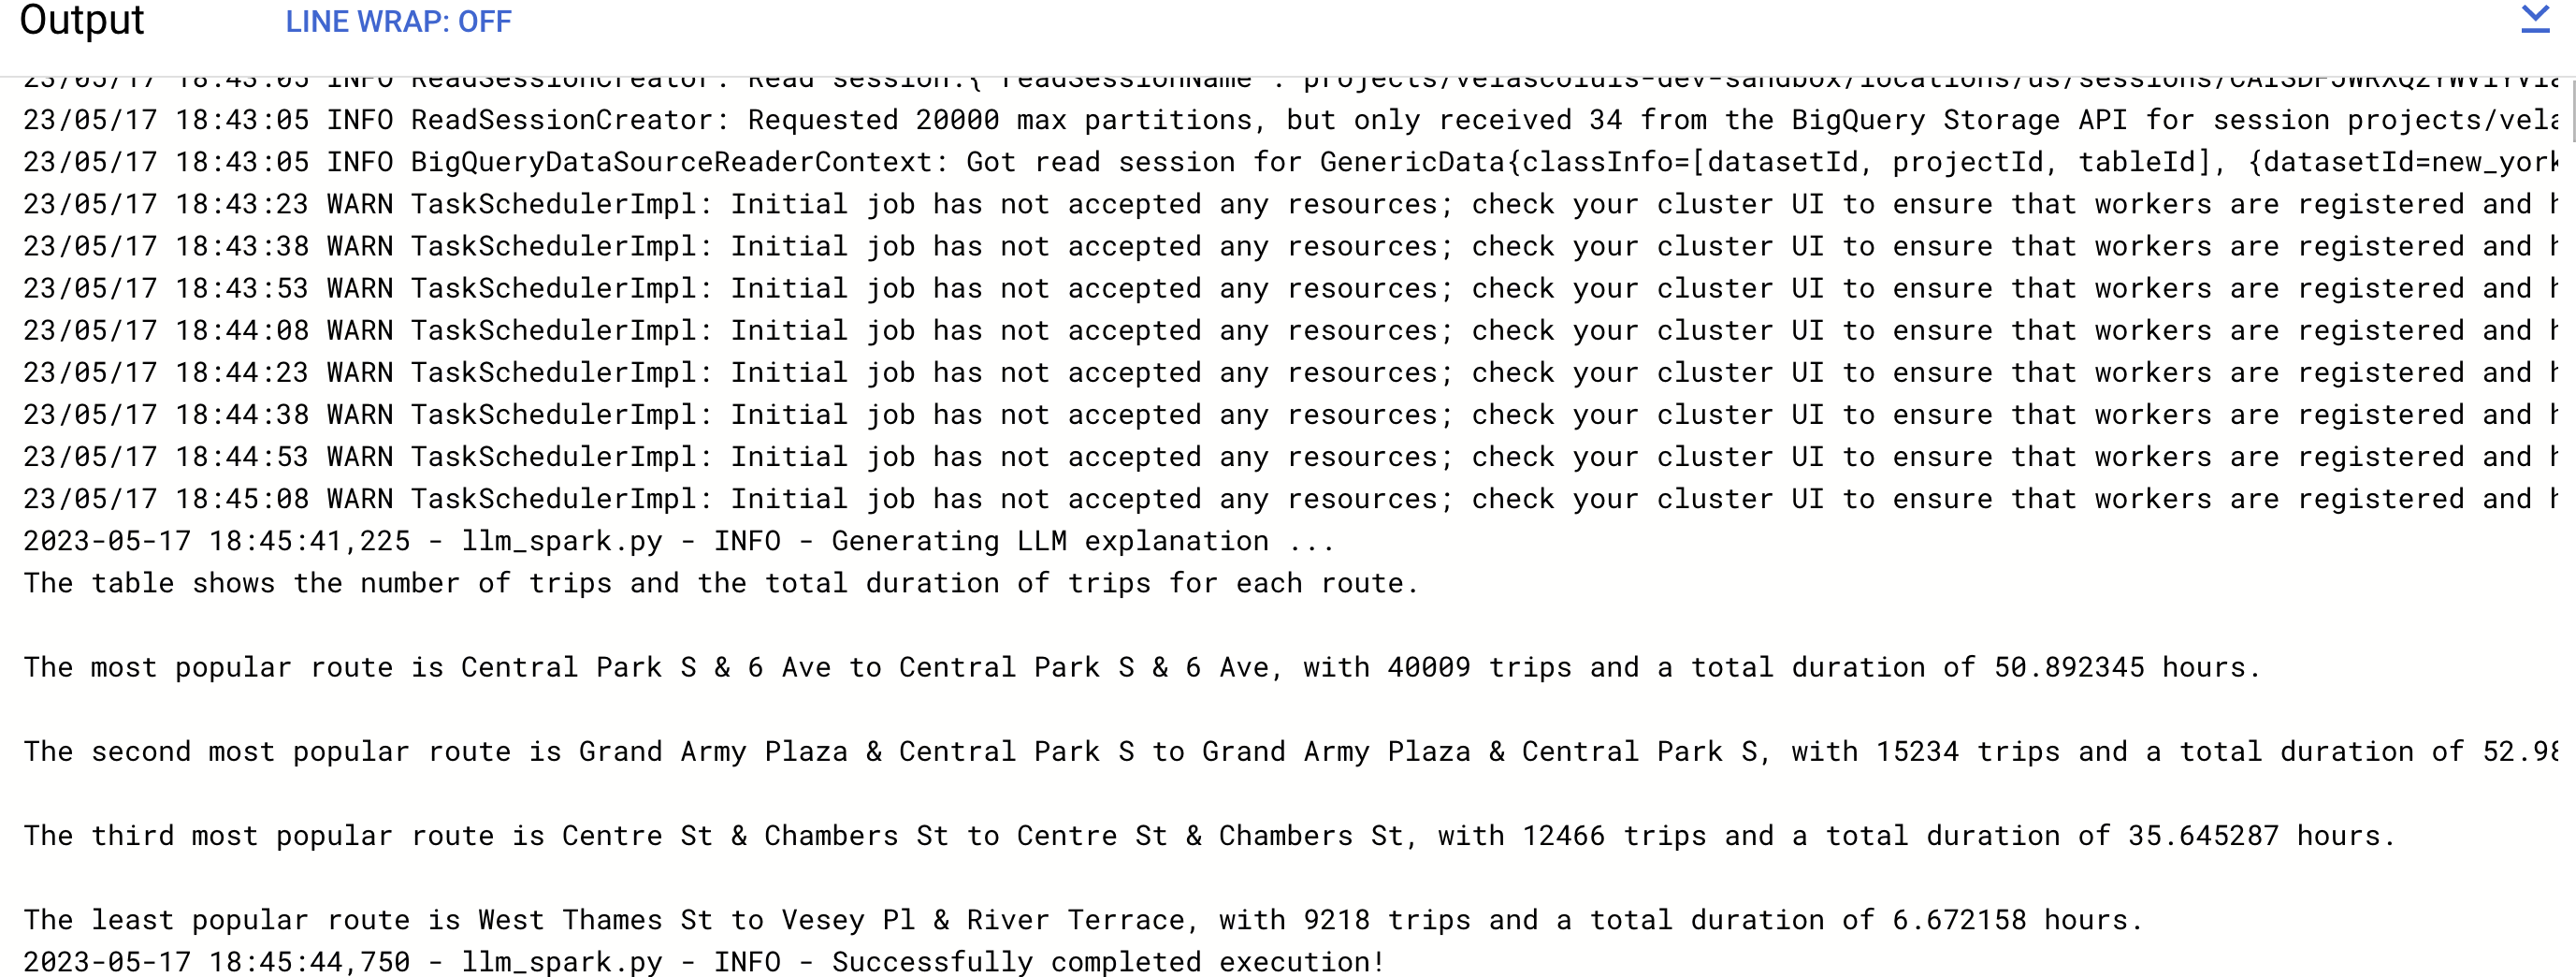 Output LINE WRAP: OFF
23/05/17 18:43:05 INFO ReadSessionCreator: Read session:{"readSessionName":"projects/velascoluis-dev-sandbox/locations/us/sessions/
23/05/17 18:43:05 INFO ReadSessionCreator: Requested 20000 max partitions, but only received 34 from the BigQuery Storage API for session projects/vela
23/05/17 18:43:05 INFO BigQueryDataSourceReaderContext: Got read session for GenericData{classInfo=[datasetId, projectId, tableId], {datasetId=new_york
23/05/17 18:43:23 WARN TaskSchedulerImpl: Initial job has not accepted any resources; check your cluster UI to ensure that workers are registered and
23/05/17 18:43:38 WARN TaskSchedulerImpl: Initial job has not accepted any resources; check your cluster UI to ensure that workers are registered and
23/05/17 18:43:53 WARN TaskSchedulerImpl: Initial job has not accepted any resources; check your cluster UI to ensure that workers are registered and
23/05/17 18:44:08 WARN TaskSchedulerImpl: Initial job has not accepted any resources; check your cluster UI to ensure that workers are registered and
23/05/17 18:44:23 WARN TaskSchedulerImpl: Initial job has not accepted any resources; check your cluster UI to ensure that workers are registered and
23/05/17 18:44:38 WARN TaskSchedulerImpl: Initial job has not accepted any resources; check your cluster UI to ensure that workers are registered and
23/05/17 18:44:53 WARN TaskSchedulerImpl: Initial job has not accepted any resources; check your cluster UI to ensure that workers are registered and
23/05/17 18:45:08 WARN TaskSchedulerImpl: Initial job has not accepted any resources; check your cluster UI to ensure that workers are registered and
2023-05-17 18:45:41,225 - llm_spark.py - INFO - Generating LLM explanation ...
The table shows the number of trips and the total duration of trips for each route.
The most popular route is Central Park S & 6 Ave to Central Park S & 6 Ave, with 40009 trips and a total duration of 50.892345 hours.
The second most popular route is Grand Army Plaza & Central Park S to Grand Army Plaza & Central Park S, with 15234 trips and a total duration of 52.98
The third most popular route is Centre St & Chambers St to Centre St & Chambers St, with 12466 trips and a total duration of 35.645287 hours.
The least popular route is West Thames St to Vesey Pl & River Terrace, with 9218 trips and a total duration of 6.672158 hours.
2023-05-17 18:45:44,750 - llm_spark.py - INFO - Successfully completed execution!